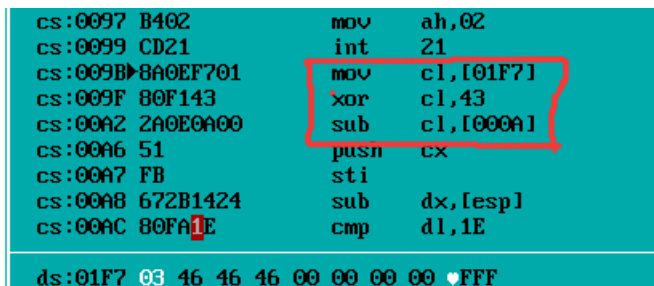 cs:0097 B402 mov ah,02
cs:0099 CD21 int 21
cs:009B►8A0EF701 mov cl,[01F7]
cs:009F 80F143 xor cl,43
cs:00A2 2A0E0A00 sub cl,[000A]
cs:00A6 51 push cx
cs:00A7 FB sti
cs:00A8 672B1424 sub dx,[esp]
cs:00AC 80FA1E cmp dl,1E
ds:01F7 03 46 46 46 00 00 00 00 ♥FFF